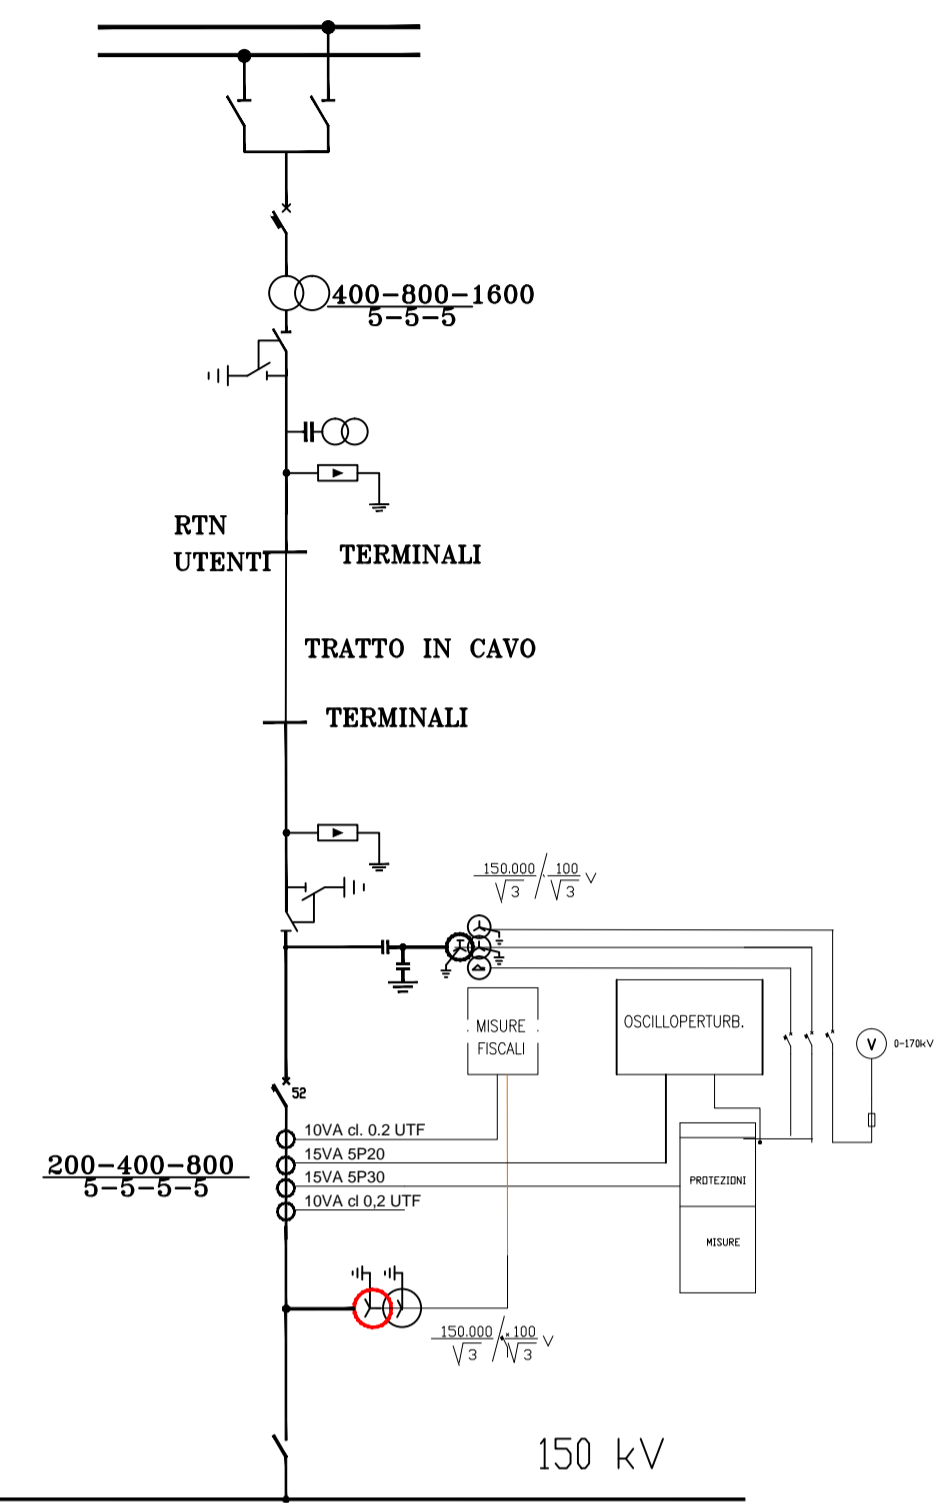 400-800-1600
5-5-5
RTN
UTENTI
TERMINALI
TRATTO IN CAVO
TERMINALI
150.000 / 100 V
√3 √3
MISURE
FISCALI
OSCILLOPERTURB.
V
0-170kV
52
10VA cl. 0.2 UTF
15VA 5P20
15VA 5P30
10VA cl 0,2 UTF
200-400-800
5-5-5-5
PROTEZIONI
MISURE
150.000 / 100 V
√3 √3
150 kV